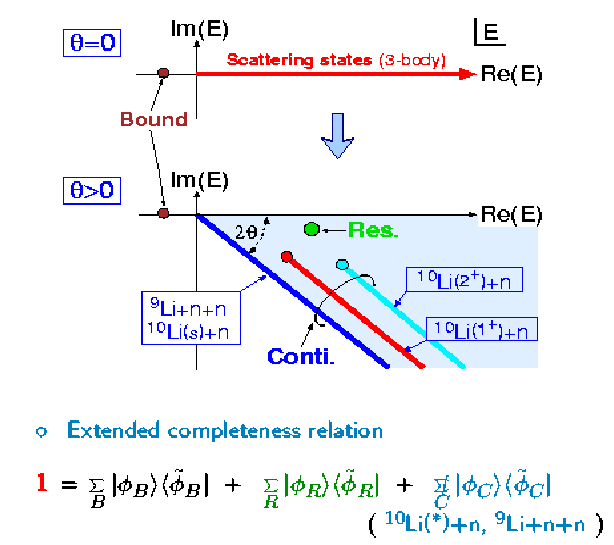 θ=0
Im(E)
E
Scattering states (3-body)
Re(E)
Bound
θ>0
Im(E)
Re(E)
2θ
Res.
⁹Li+n+n
¹⁰Li(s)+n
¹⁰Li(2⁺)+n
¹⁰Li(1⁺)+n
Conti.
Extended completeness relation
1 = Σ_B |ϕ_B⟩⟨ϕ̃_B| + Σ_R |ϕ_R⟩⟨ϕ̃_R| + ∑∫_C |ϕ_C⟩⟨ϕ̃_C|
( ¹⁰Li(*)+n, ⁹Li+n+n )